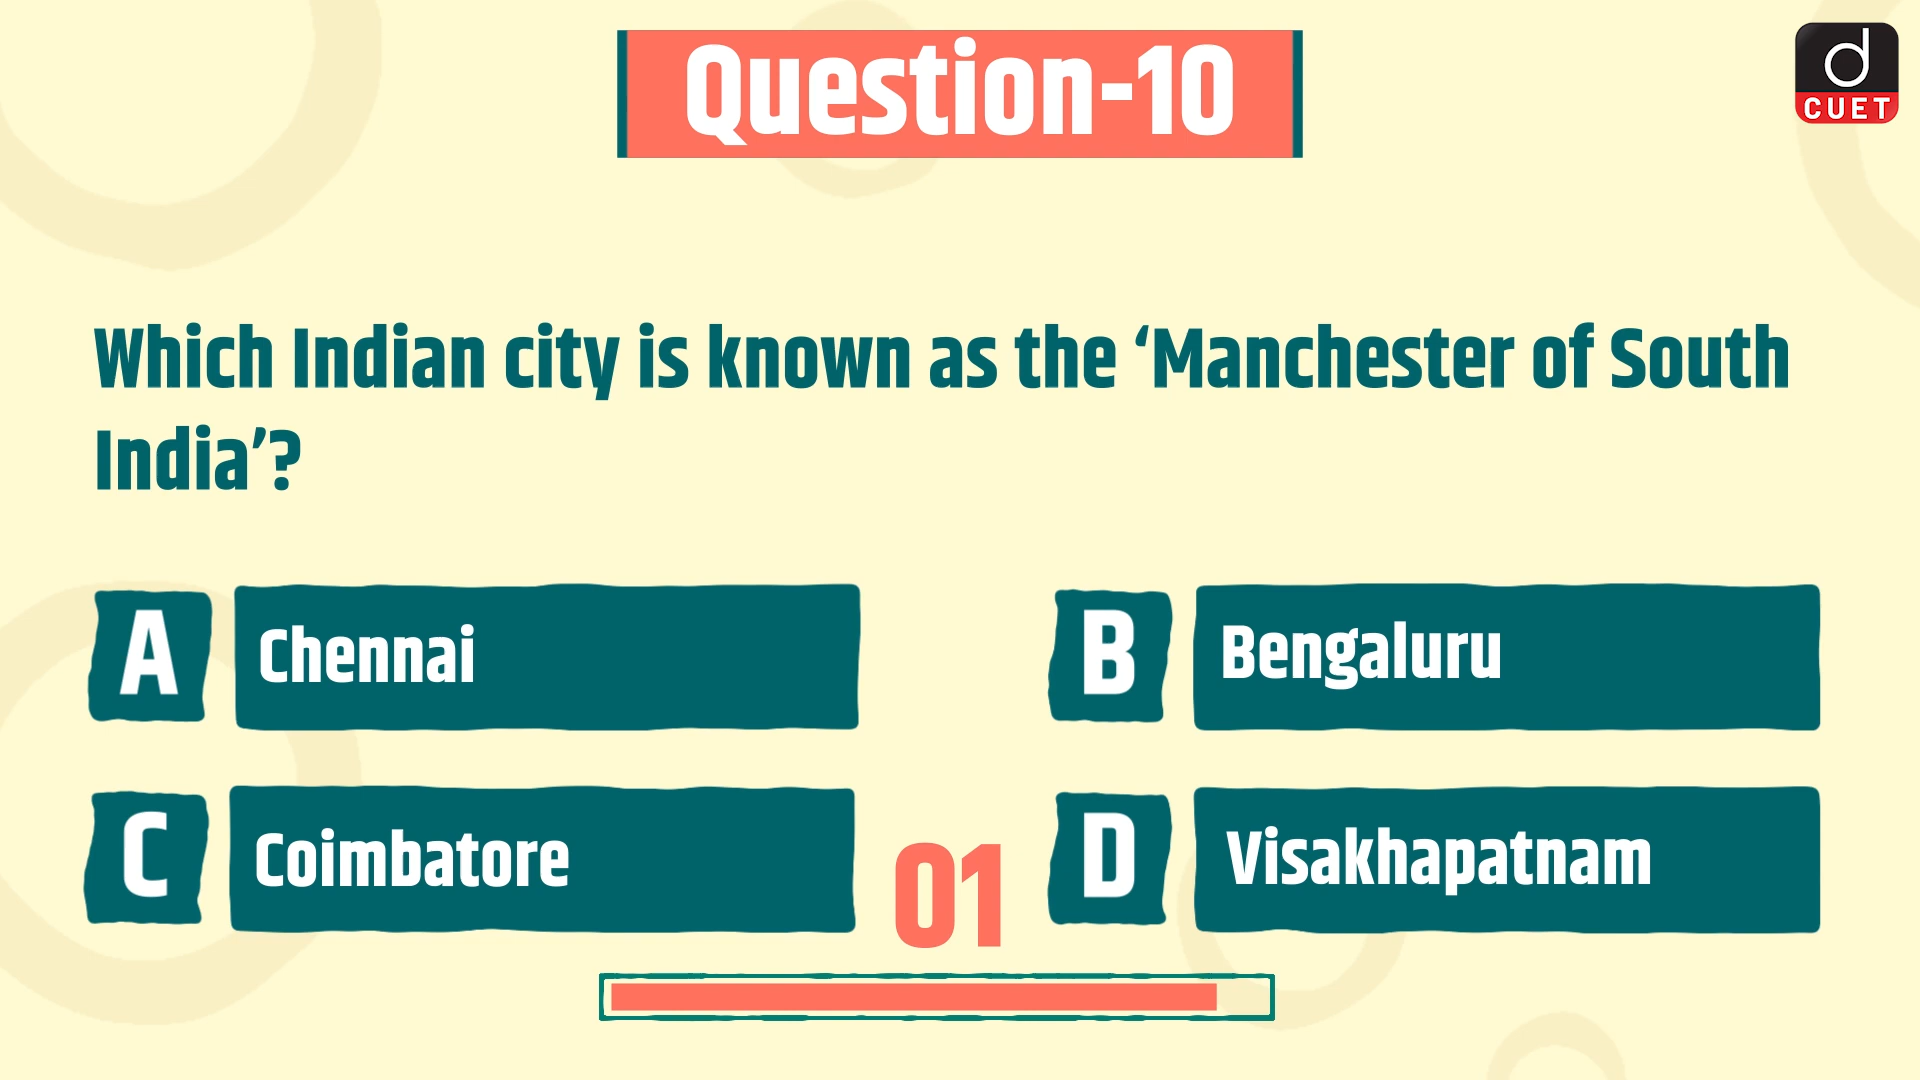 Question-10
d
CUET
Which Indian city is known as the ‘Manchester of South
India’?
A Chennai
B Bengaluru
C Coimbatore
D Visakhapatnam
01